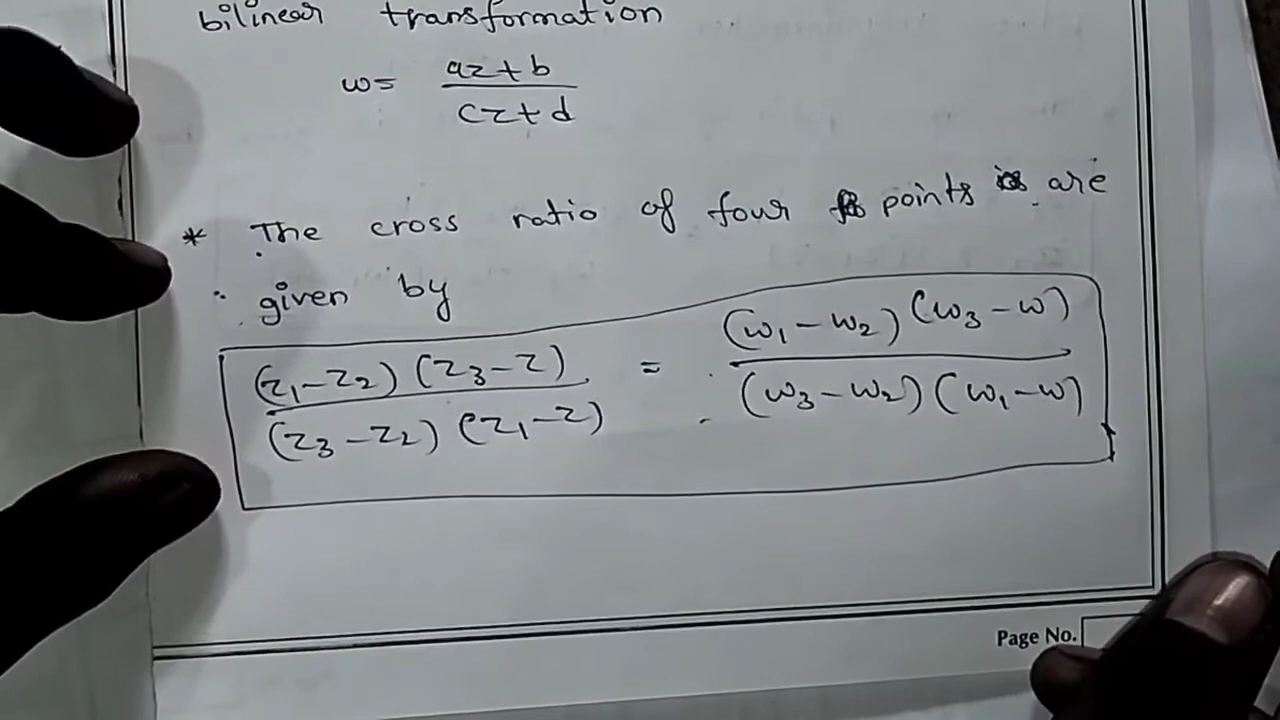 bilinear transformation
w= az+b
cz+d
* The cross ratio of four points are
given by
(z₁-z₂) (z₃-z) = (w₁-w₂) (w₃-w)
(z₃-z₂) (z₁-z) (w₃-w₂) (w₁-w)
Page No.